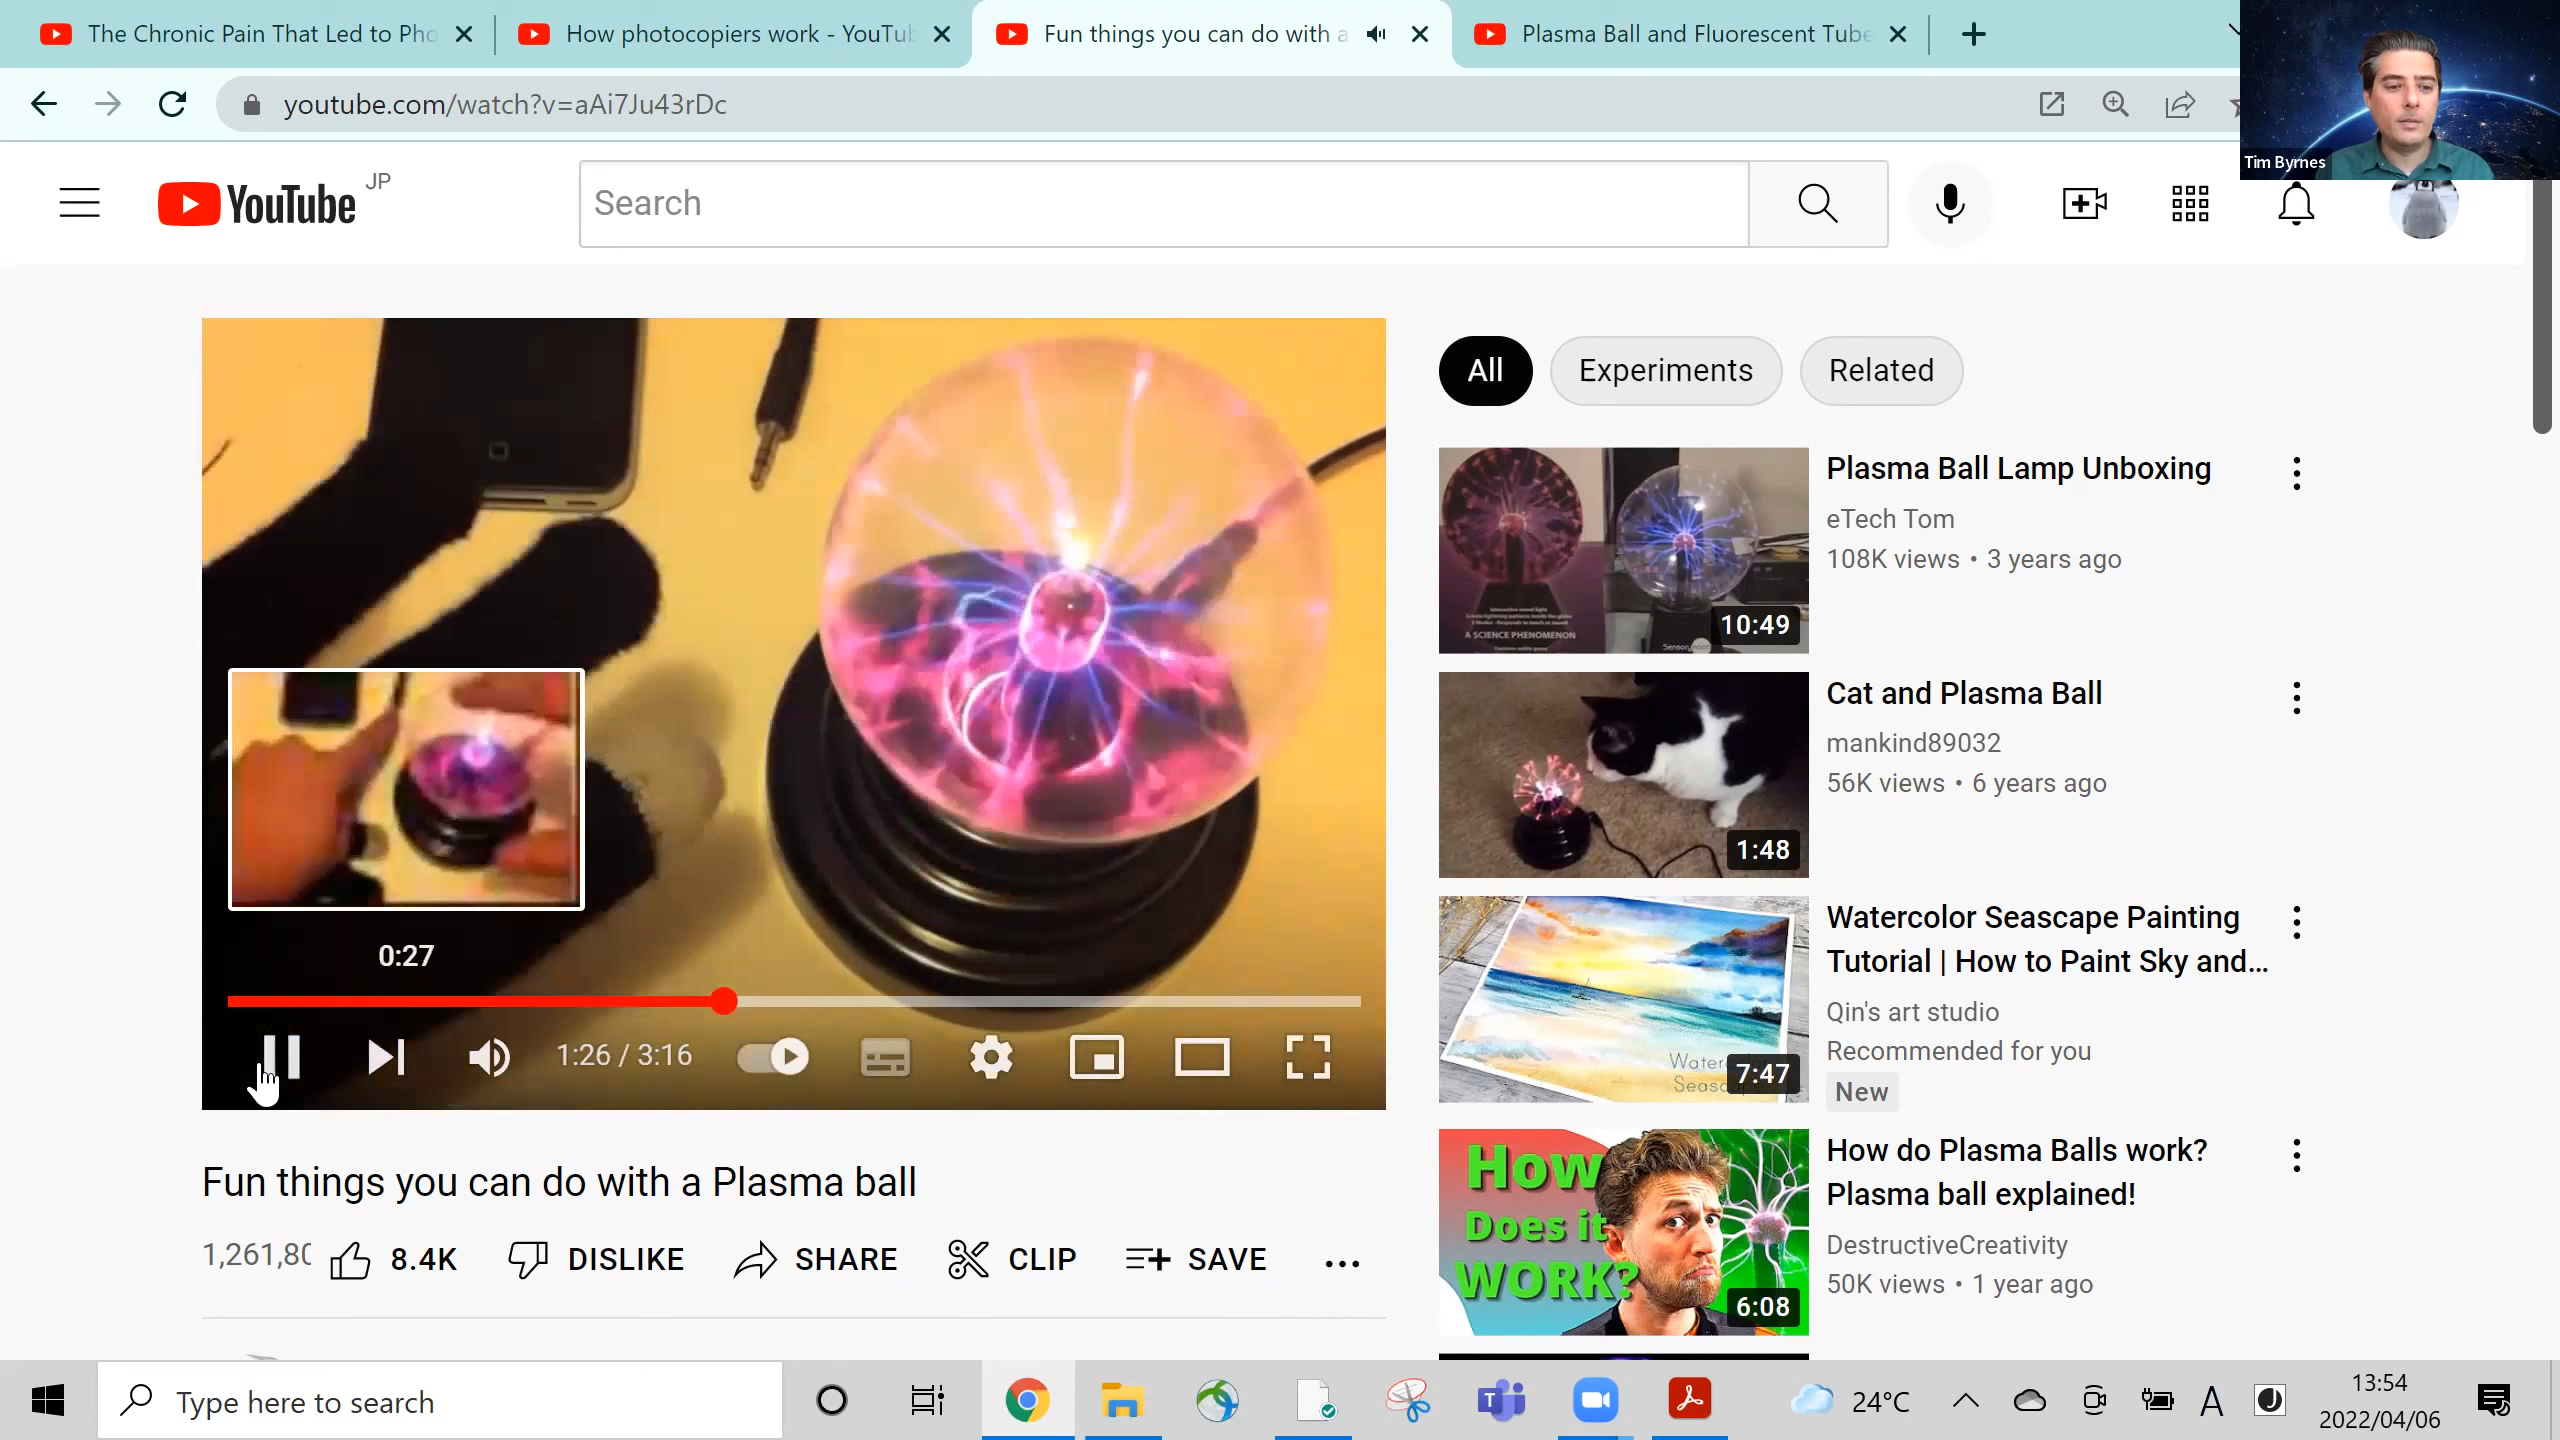 The Chronic Pain That Led to Pho
How photocopiers work - YouTub
Fun things you can do with a
Plasma Ball and Fluorescent Tube
youtube.com/watch?v=aAi7Ju43rDc
Tim Byrnes
YouTube JP
Search
All
Experiments
Related
Plasma Ball Lamp Unboxing
eTech Tom
108K views • 3 years ago
A SCIENCE PHENOMENON
10:49
Cat and Plasma Ball
mankind89032
56K views • 6 years ago
1:48
Watercolor Seascape Painting
Tutorial | How to Paint Sky and...
Qin's art studio
Recommended for you
New
7:47
How do Plasma Balls work?
Plasma ball explained!
DestructiveCreativity
50K views • 1 year ago
How
Does it
WORK?
6:08
0:27
1:26 / 3:16
Fun things you can do with a Plasma ball
1,261,80
8.4K
DISLIKE
SHARE
CLIP
SAVE
Type here to search
24°C
A
J
13:54
2022/04/06